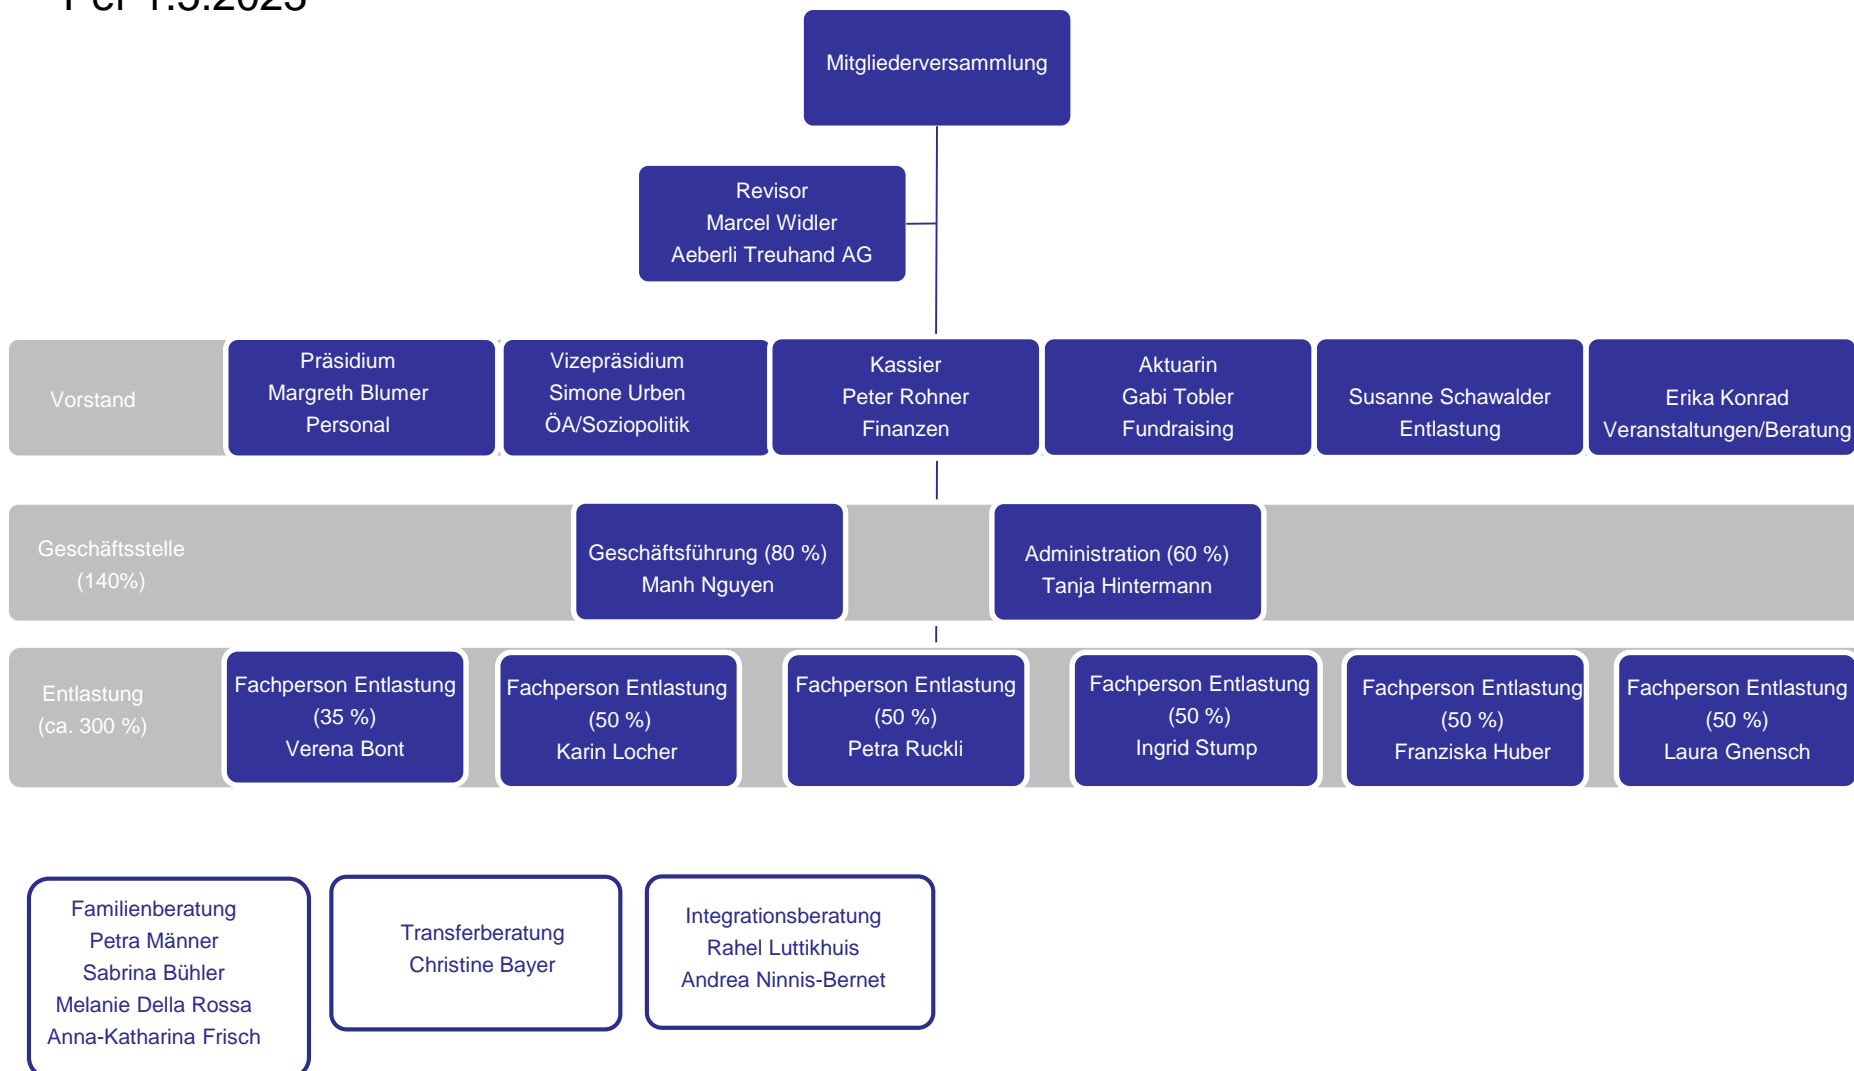 Per 1.5.2023
Mitgliederversammlung
Revisor
Marcel Widler
Aeberli Treuhand AG
Vorstand
Präsidium
Margreth Blumer
Personal
Vizepräsidium
Simone Urben
ÖA/Soziopolitik
Kassier
Peter Rohner
Finanzen
Aktuarin
Gabi Tobler
Fundraising
Susanne Schawalder
Entlastung
Erika Konrad
Veranstaltungen/Beratung
Geschäftsstelle
(140%)
Geschäftsführung (80 %)
Manh Nguyen
Administration (60 %)
Tanja Hintermann
Entlastung
(ca. 300 %)
Fachperson Entlastung
(35 %)
Verena Bont
Fachperson Entlastung
(50 %)
Karin Locher
Fachperson Entlastung
(50 %)
Petra Ruckli
Fachperson Entlastung
(50 %)
Ingrid Stump
Fachperson Entlastung
(50 %)
Franziska Huber
Fachperson Entlastung
(50 %)
Laura Gnensch
Familienberatung
Petra Männer
Sabrina Bühler
Melanie Della Rossa
Anna-Katharina Frisch
Transferberatung
Christine Bayer
Integrationsberatung
Rahel Luttikhuis
Andrea Ninnis-Bernet